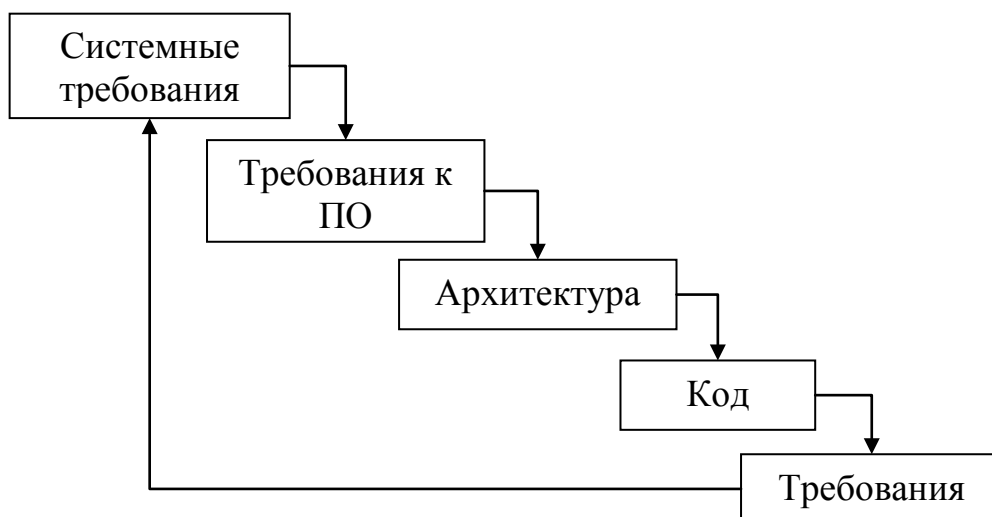 Системные
требования
Требования к
ПО
Архитектура
Код
Требования